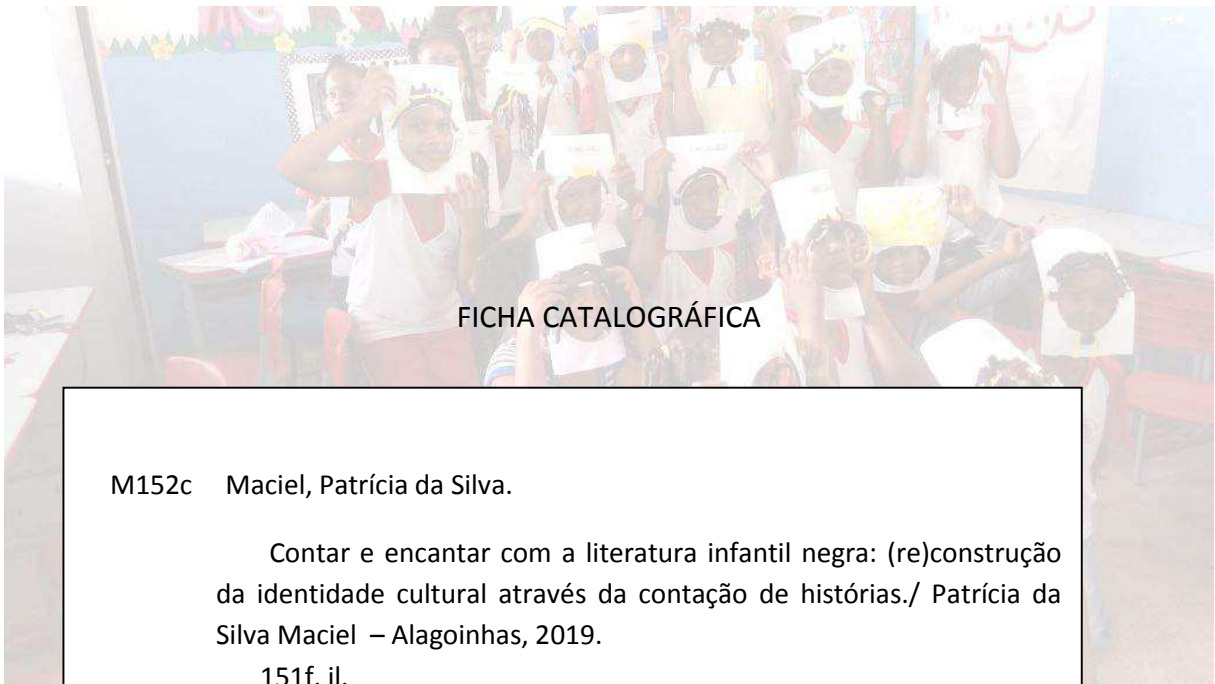 FICHA CATALOGRÁFICA
M152c Maciel, Patrícia da Silva.
Contar e encantar com a literatura infantil negra: (re)construção
da identidade cultural através da contação de histórias./ Patrícia da
Silva Maciel – Alagoinhas, 2019.
151f. il.